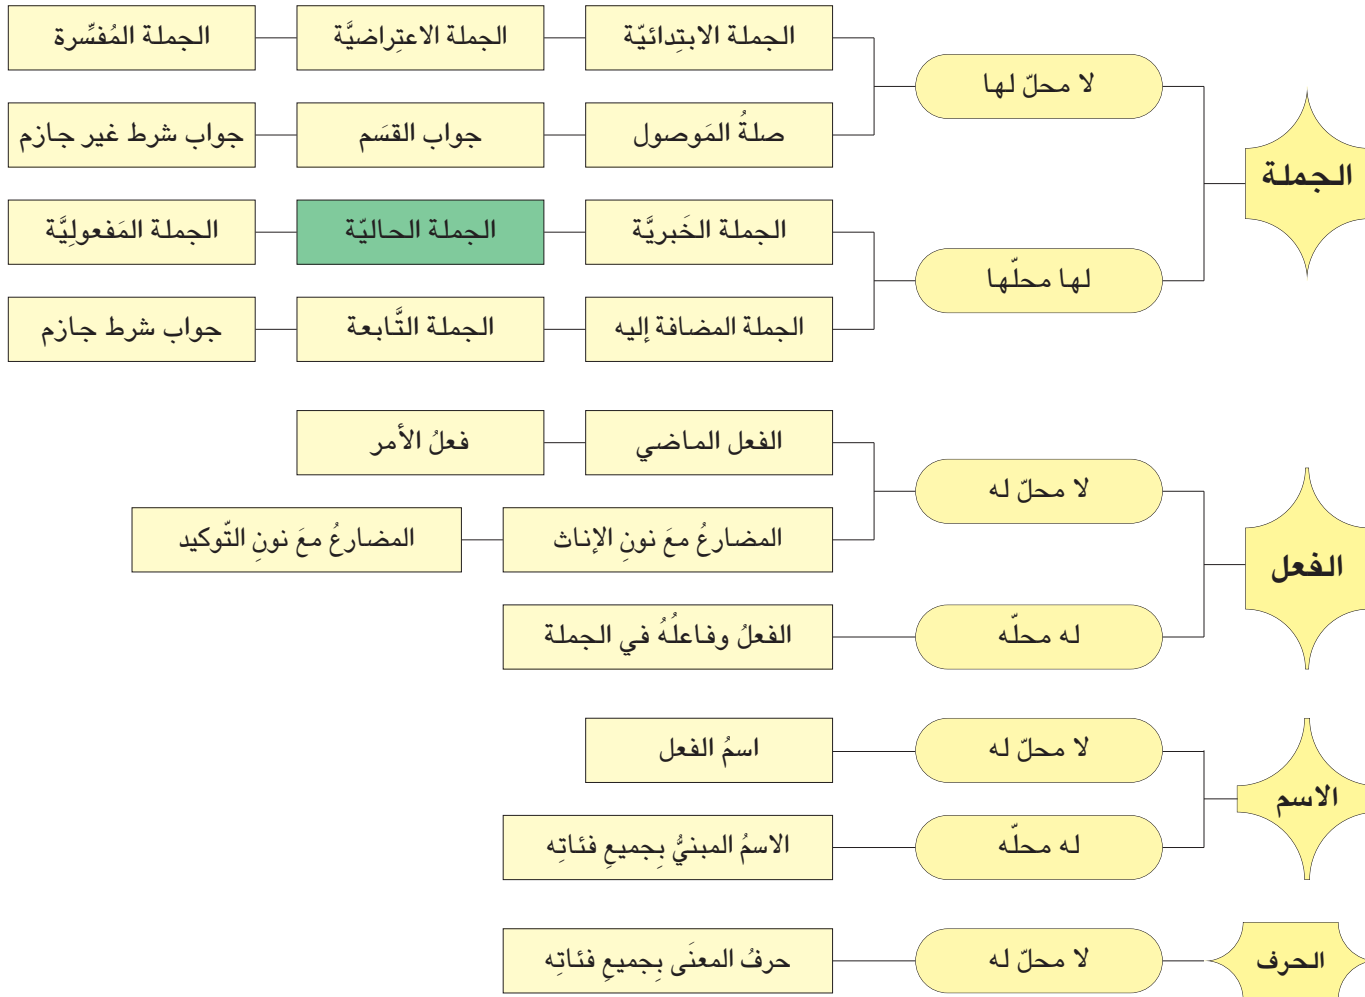 الجملة
لا محلّ لها
الجملة الابتِدائيّة
الجملة الاعتِراضيَّة
الجملة المُفسِّرة
صلةُ المَوصول
جواب القسَم
جواب شرط غير جازم
لها محلّها
الجملة الخَبريَّة
الجملة الحاليّة
الجملة المَفعوليَّة
الجملة المضافة إليه
الجملة التَّابعة
جواب شرط جازم
الفعل
لا محلّ له
الفعل الماضي
فعلُ الأمر
المضارعُ معَ نونِ الإناث
المضارعُ معَ نونِ التّوكيد
له محلّه
الفعلُ وفاعلُهُ في الجملة
الاسم
لا محلّ له
اسمُ الفعل
له محلّه
الاسمُ المبنيُّ بِجميعِ فئاتِه
الحرف
لا محلّ له
حرفُ المعنَى بِجميعِ فئاتِه